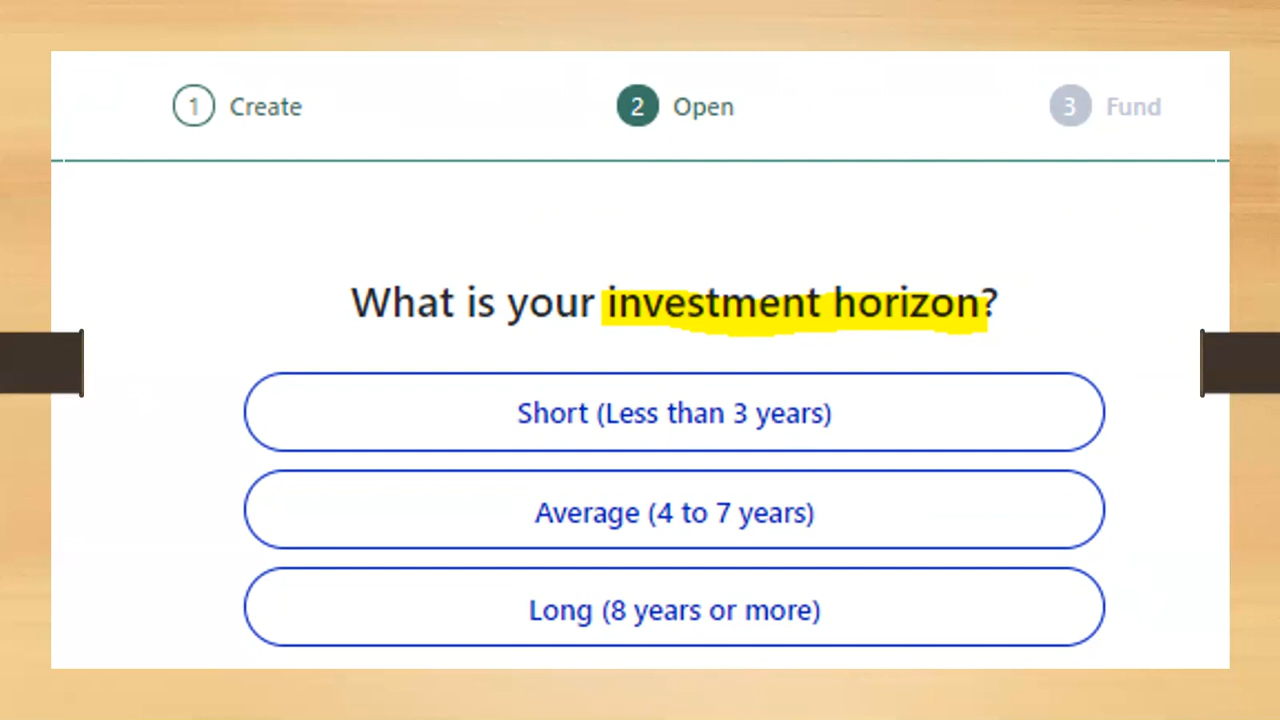 1 Create 2 Open 3 Fund
What is your investment horizon?
Short (Less than 3 years)
Average (4 to 7 years)
Long (8 years or more)